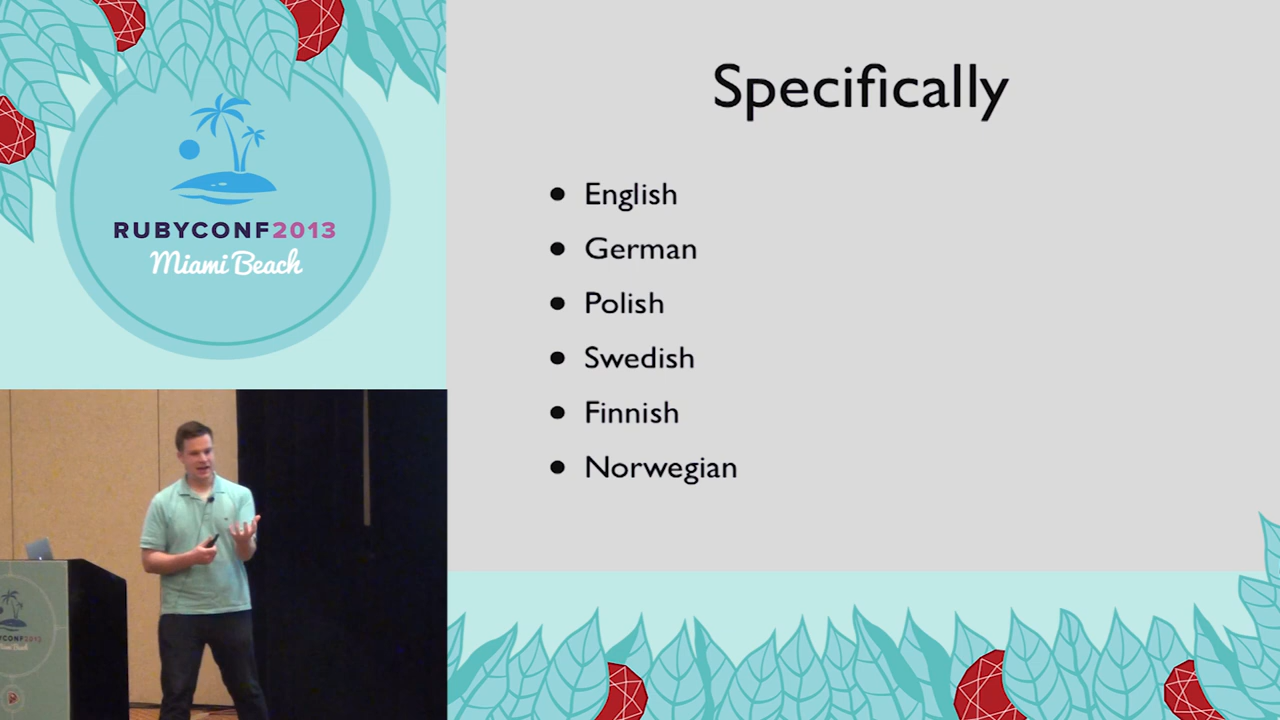 RUBYCONF2013
Miami Beach
Specifically
• English
• German
• Polish
• Swedish
• Finnish
• Norwegian